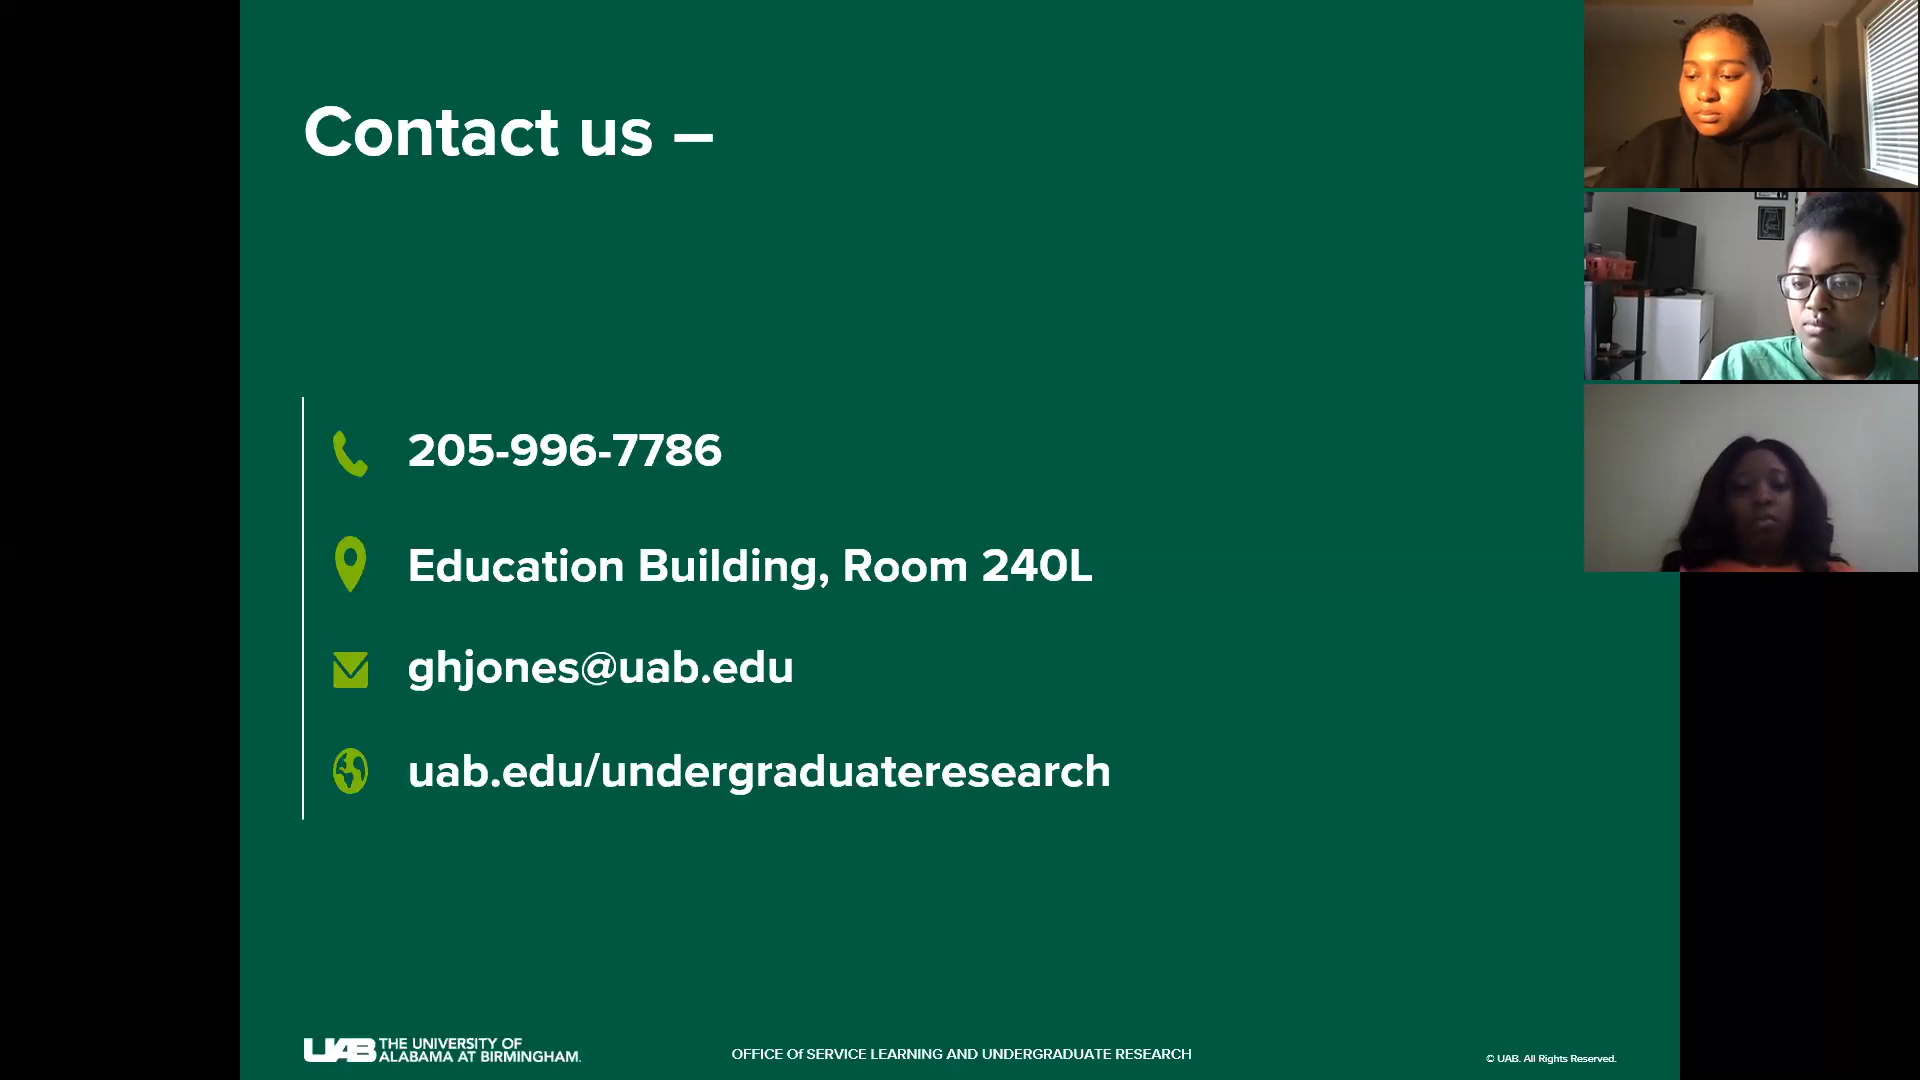 Contact us –
205-996-7786
Education Building, Room 240L
ghjones@uab.edu
uab.edu/undergraduateresearch
UAB THE UNIVERSITY OF
ALABAMA AT BIRMINGHAM.
OFFICE Of SERVICE LEARNING AND UNDERGRADUATE RESEARCH
© UAB. All Rights Reserved.